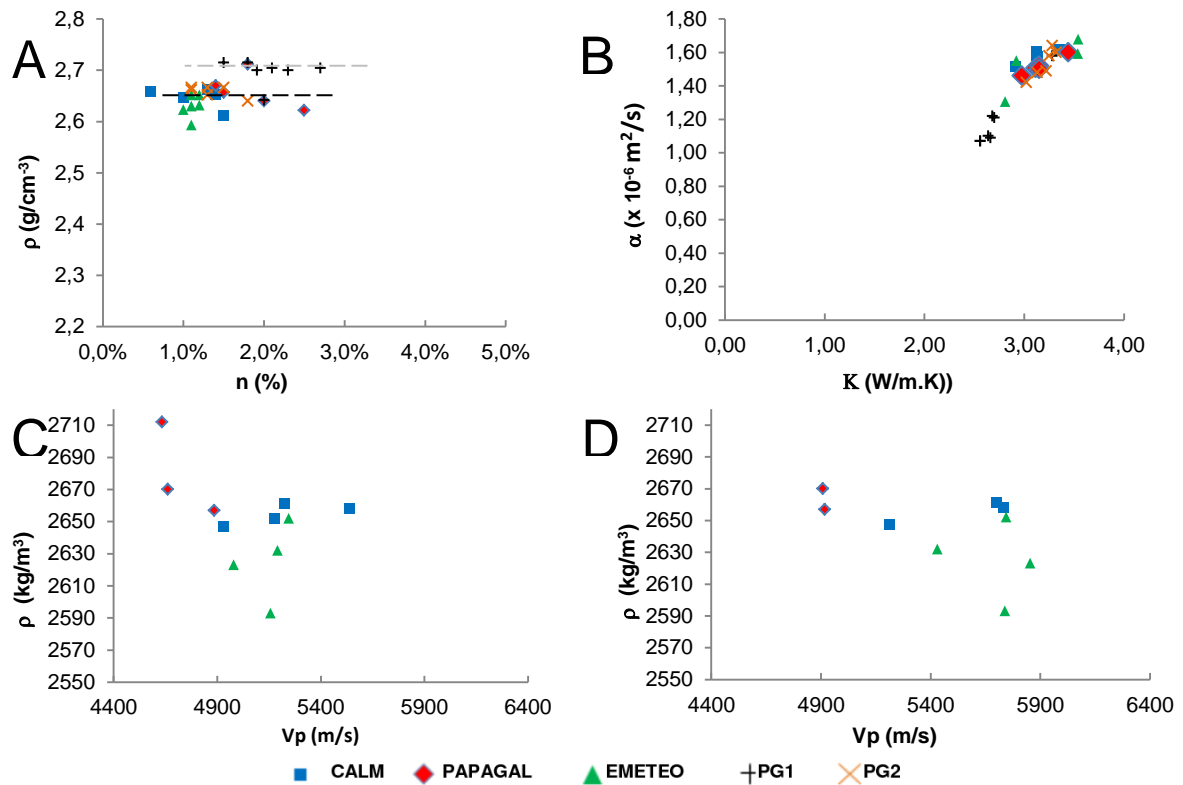 A
2,8
2,7
2,6
2,5
2,4
2,3
2,2
ρ (g/cm⁻³)
0,0% 1,0% 2,0% 3,0% 4,0% 5,0%
n (%)
B
1,80
1,60
1,40
1,20
1,00
0,80
0,60
0,40
0,20
0,00
α (x 10⁻⁶ m²/s)
0,00 1,00 2,00 3,00 4,00
K (W/m.K))
C
2710
2690
2670
2650
2630
2610
2590
2570
2550
ρ (kg/m³)
4400 4900 5400 5900 6400
Vp (m/s)
D
2710
2690
2670
2650
2630
2610
2590
2570
2550
ρ (kg/m³)
4400 4900 5400 5900 6400
Vp (m/s)
CALM PAPAGAL EMETEO PG1 PG2